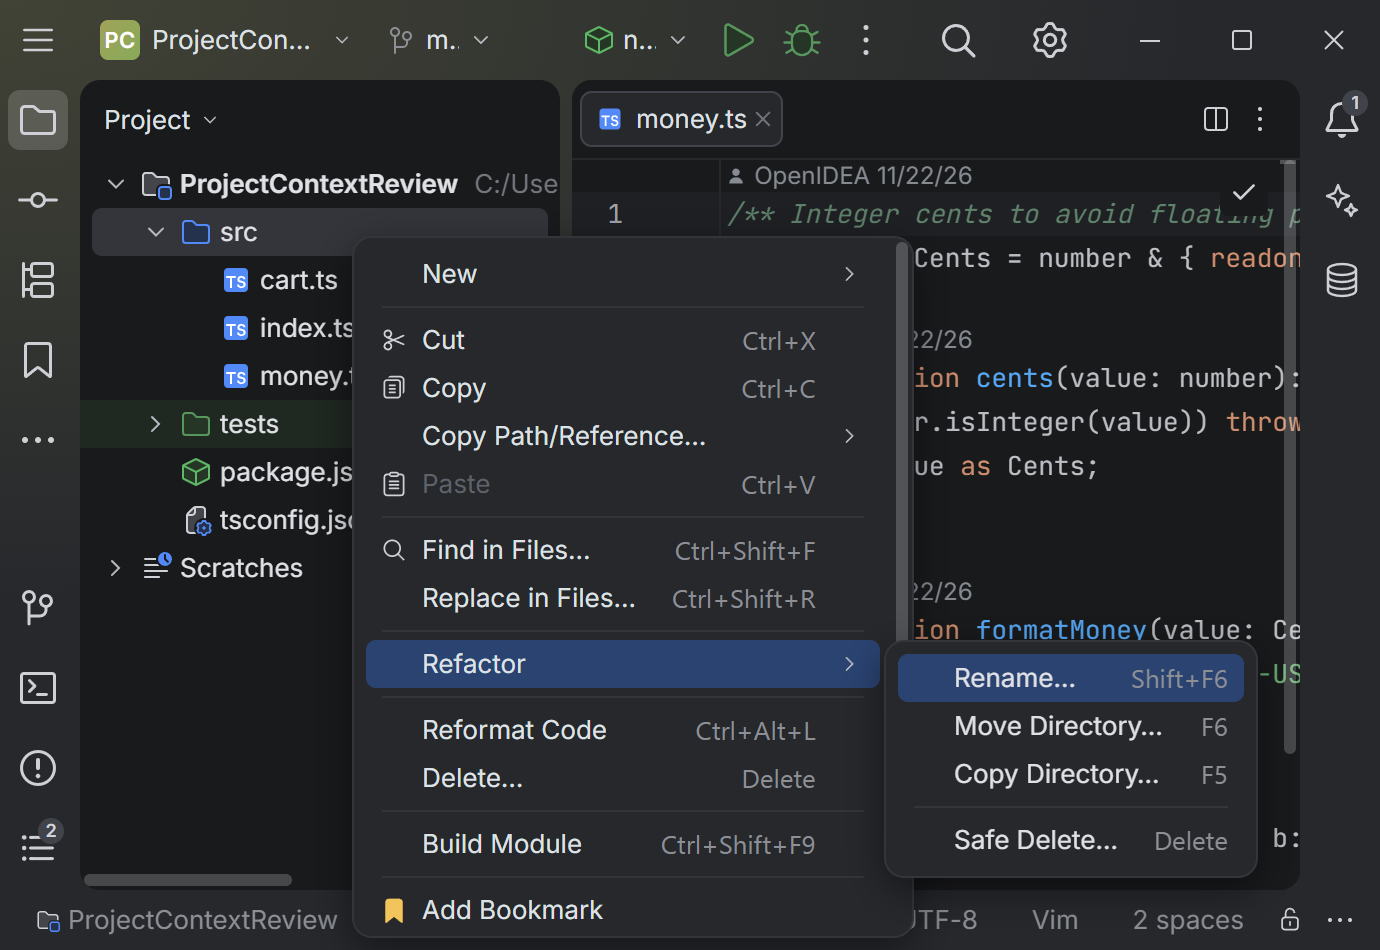 PC ProjectCon... m.. n...
Project
money.ts
1
ProjectContextReview C:/Use
OpenIDEA 11/22/26
1 /** Integer cents to avoid floating p
src
Cents = number & { readon
New
cart.ts
index.ts
22/26
Cut Ctrl+X
money.t
ion cents(value: number):
Copy Ctrl+C
tests
Copy Path/Reference...
r.isInteger(value)) throw
package.js
Paste Ctrl+V
ue as Cents;
tsconfig.jso
Find in Files... Ctrl+Shift+F
Scratches
Replace in Files... Ctrl+Shift+R
22/26
ion formatMoney(value: Ce
Refactor
Rename... Shift+F6
-US
Reformat Code Ctrl+Alt+L
Move Directory... F6
Delete... Delete
Copy Directory... F5
2
Build Module Ctrl+Shift+F9
Safe Delete... Delete
b:
Add Bookmark
ProjectContextReview
UTF-8 Vim 2 spaces